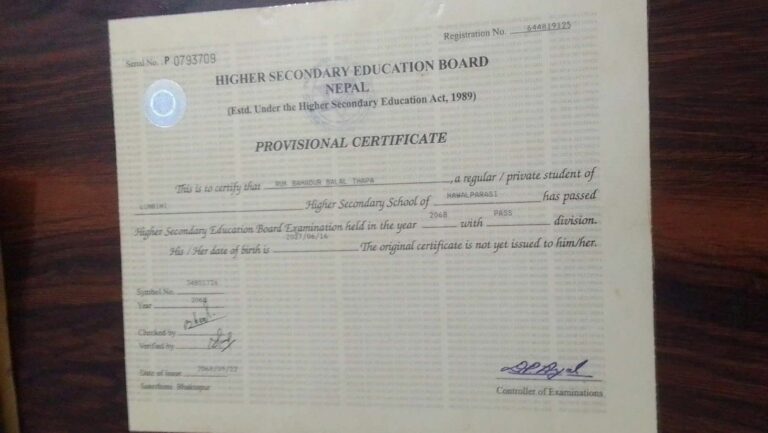 Registration No. 644819125
Serial No. P 0793709
HIGHER SECONDARY EDUCATION BOARD
NEPAL
(Estd. Under the Higher Secondary Education Act, 1989)
PROVISIONAL CERTIFICATE
This is to certify that BALAL THAPA, a regular / private student of
LUMBINI Higher Secondary School of NAWALPARASI has passed
Higher Secondary Education Board Examination held in the year 2068 with PASS division.
His / Her date of birth is 2027/06/16 The original certificate is not yet issued to him/her.
Symbol No.
Year 2068
Checked by
Verified by
Date of issue
Sanothimi Bhaktapur
Controller of Examinations